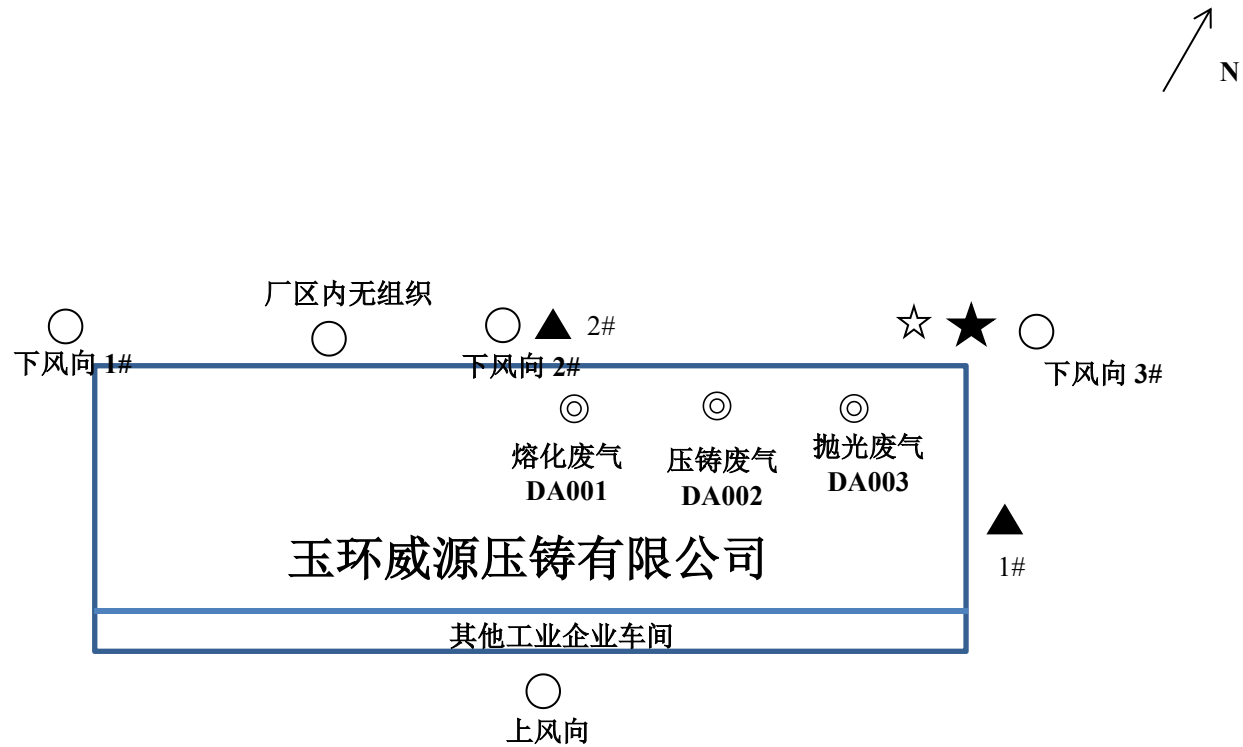 N
厂区内无组织
2#
下风向 1#
下风向 2#
下风向 3#
熔化废气
DA001
压铸废气
DA002
抛光废气
DA003
玉环威源压铸有限公司
1#
其他工业企业车间
上风向